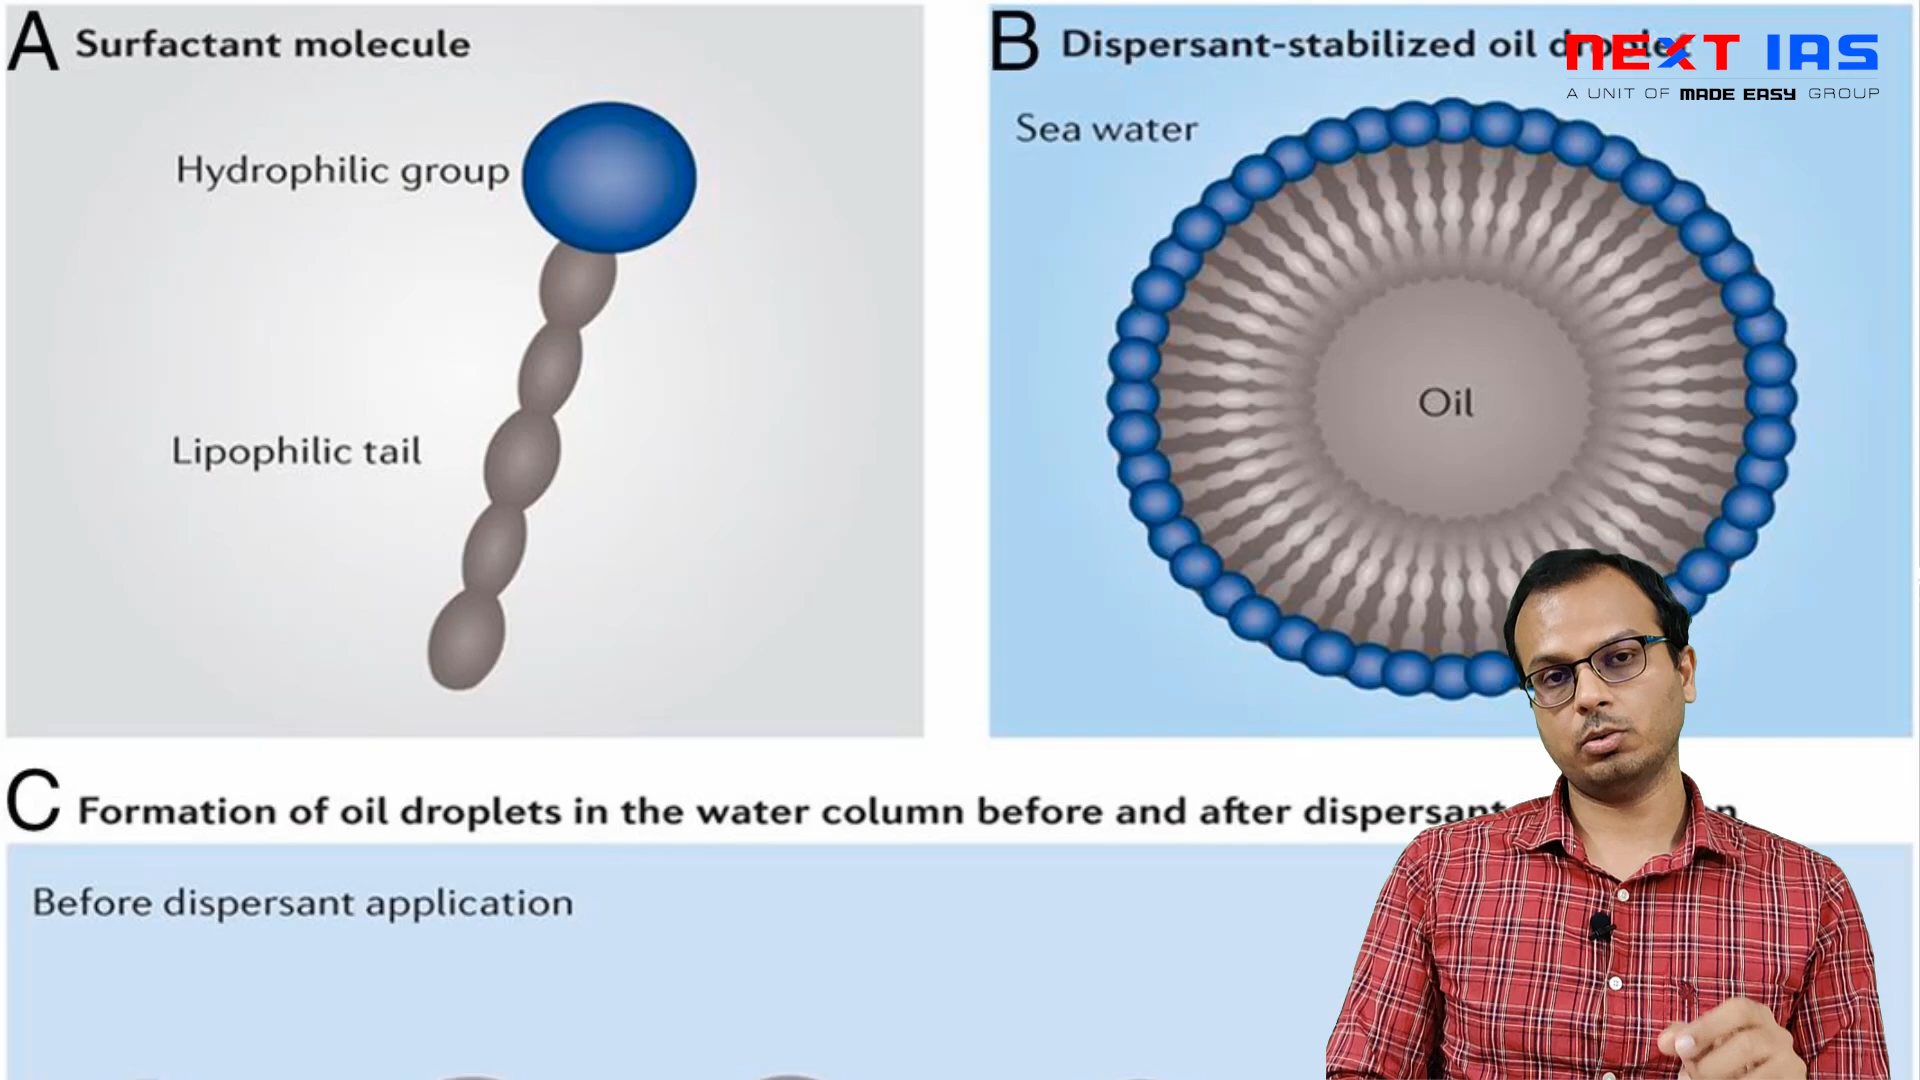 A Surfactant molecule
Hydrophilic group
Lipophilic tail
B Dispersant-stabilized oil droplet
NEXT IAS
A UNIT OF MADE EASY GROUP
Sea water
Oil
C Formation of oil droplets in the water column before and after
Before dispersant application